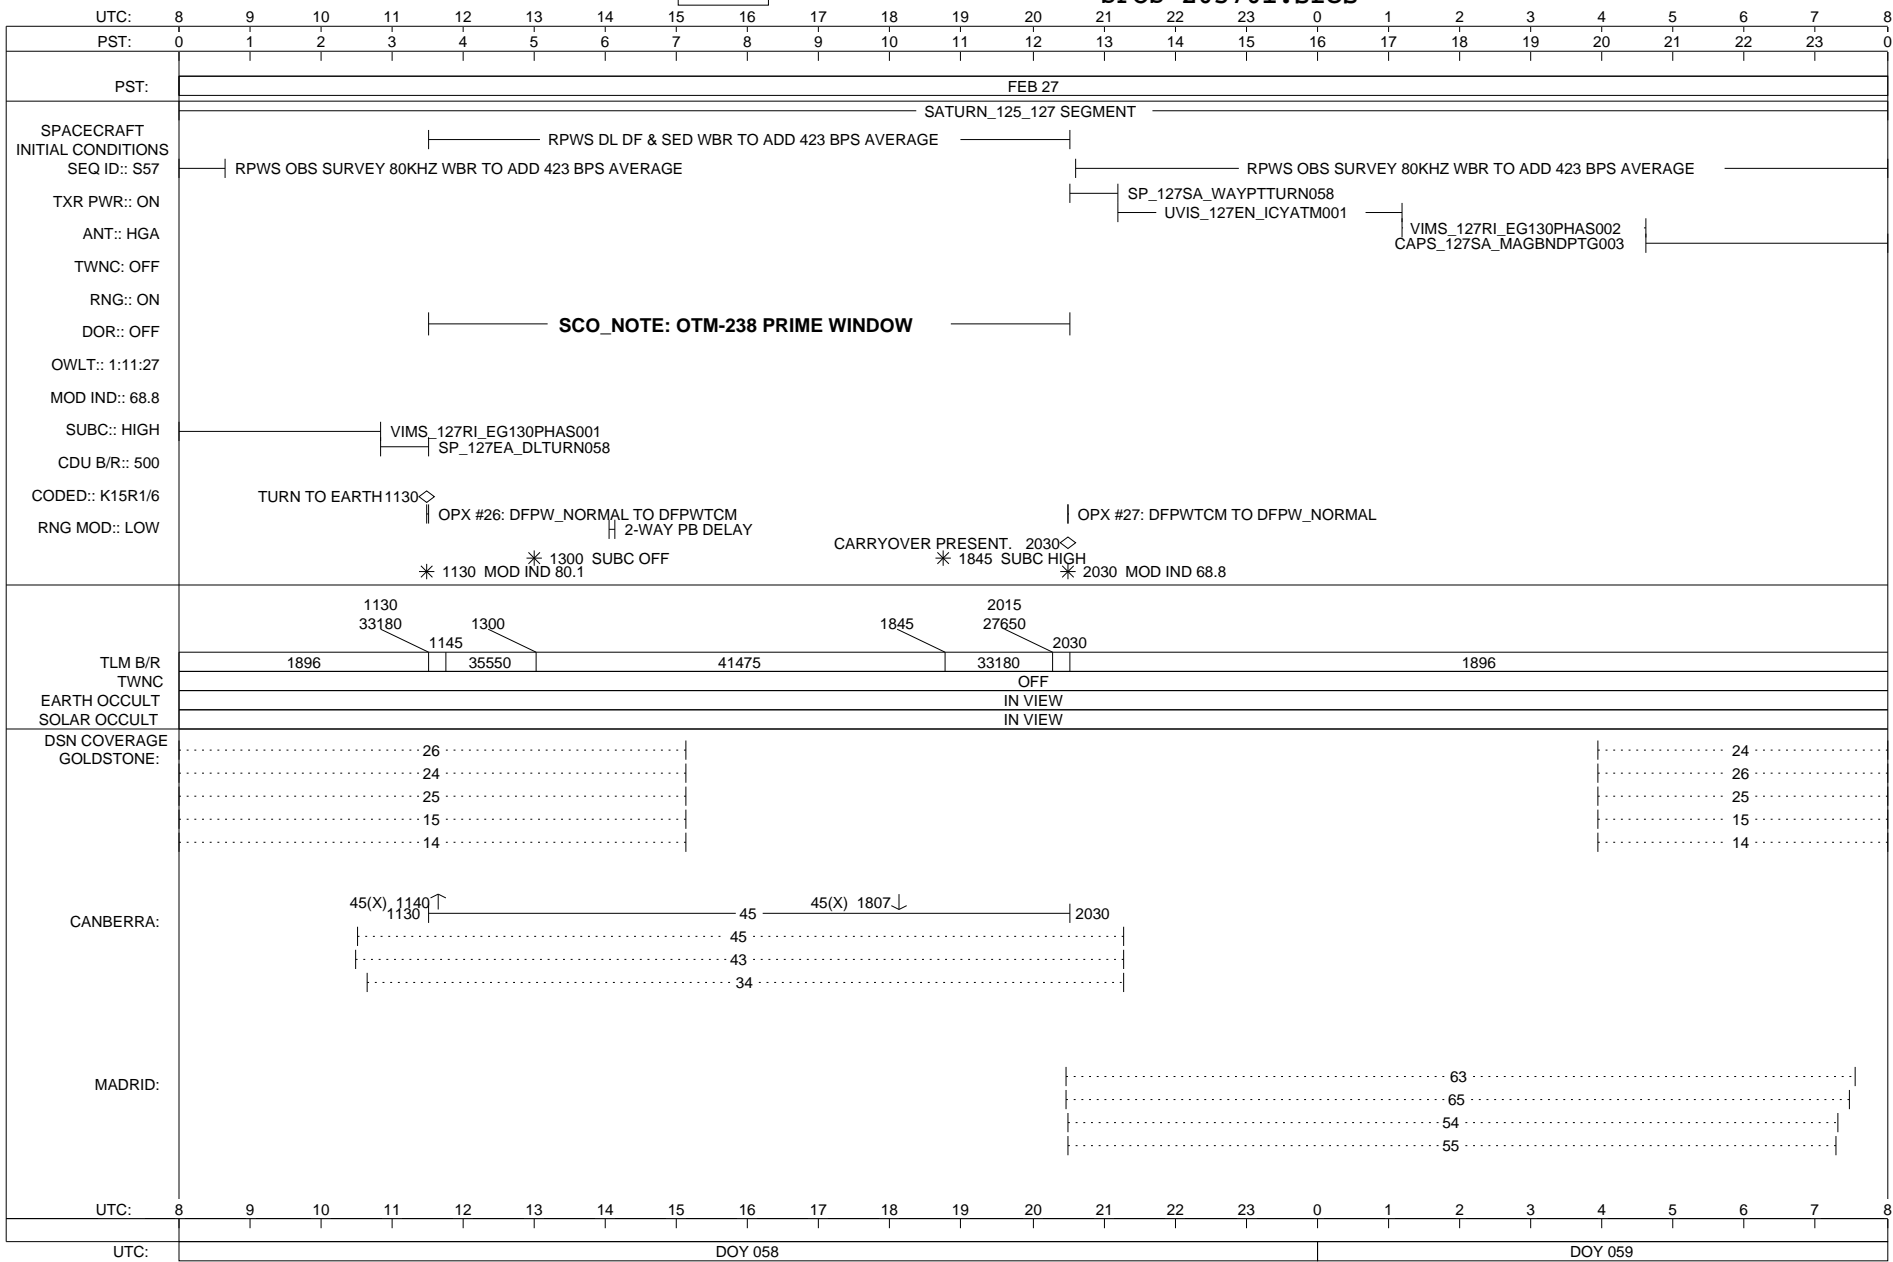 UTC: 8 9 10 11 12 13 14 15 16 17 18 19 20 21 22 23 0 1 2 3 4 5 6 7 8
PST: 0 1 2 3 4 5 6 7 8 9 10 11 12 13 14 15 16 17 18 19 20 21 22 23 0
PST: FEB 27
SATURN_125_127 SEGMENT
SPACECRAFT
INITIAL CONDITIONS
RPWS DL DF & SED WBR TO ADD 423 BPS AVERAGE
SEQ ID:: S57
RPWS OBS SURVEY 80KHZ WBR TO ADD 423 BPS AVERAGE
RPWS OBS SURVEY 80KHZ WBR TO ADD 423 BPS AVERAGE
TXR PWR:: ON
SP_127SA_WAYPTTURN058
UVIS_127EN_ICYATM001
ANT:: HGA
VIMS_127RI_EG130PHAS002
CAPS_127SA_MAGBNDPTG003
TWNC: OFF
RNG:: ON
DOR:: OFF
SCO_NOTE: OTM-238 PRIME WINDOW
OWLT:: 1:11:27
MOD IND:: 68.8
SUBC:: HIGH
VIMS_127RI_EG130PHAS001
SP_127EA_DLTURN058
CDU B/R:: 500
CODED:: K15R1/6
TURN TO EARTH 1130
OPX #26: DFPW_NORMAL TO DFPWTCM
OPX #27: DFPWTCM TO DFPW_NORMAL
RNG MOD:: LOW
2-WAY PB DELAY
CARRYOVER PRESENT. 2030
1300 SUBC OFF
1845 SUBC HIGH
1130 MOD IND 80.1
2030 MOD IND 68.8
1130 2015
33180 1300 1845 27650
1145 2030
TLM B/R 1896 35550 41475 33180 1896
TWNC OFF
EARTH OCCULT IN VIEW
SOLAR OCCULT IN VIEW
DSN COVERAGE
GOLDSTONE:
26 24
24 26
25 25
15 15
14 14
CANBERRA:
45(X) 1140 45(X) 1807
1130 45 2030
45
43
34
MADRID:
63
65
54
55
UTC: 8 9 10 11 12 13 14 15 16 17 18 19 20 21 22 23 0 1 2 3 4 5 6 7 8
UTC: DOY 058 DOY 059